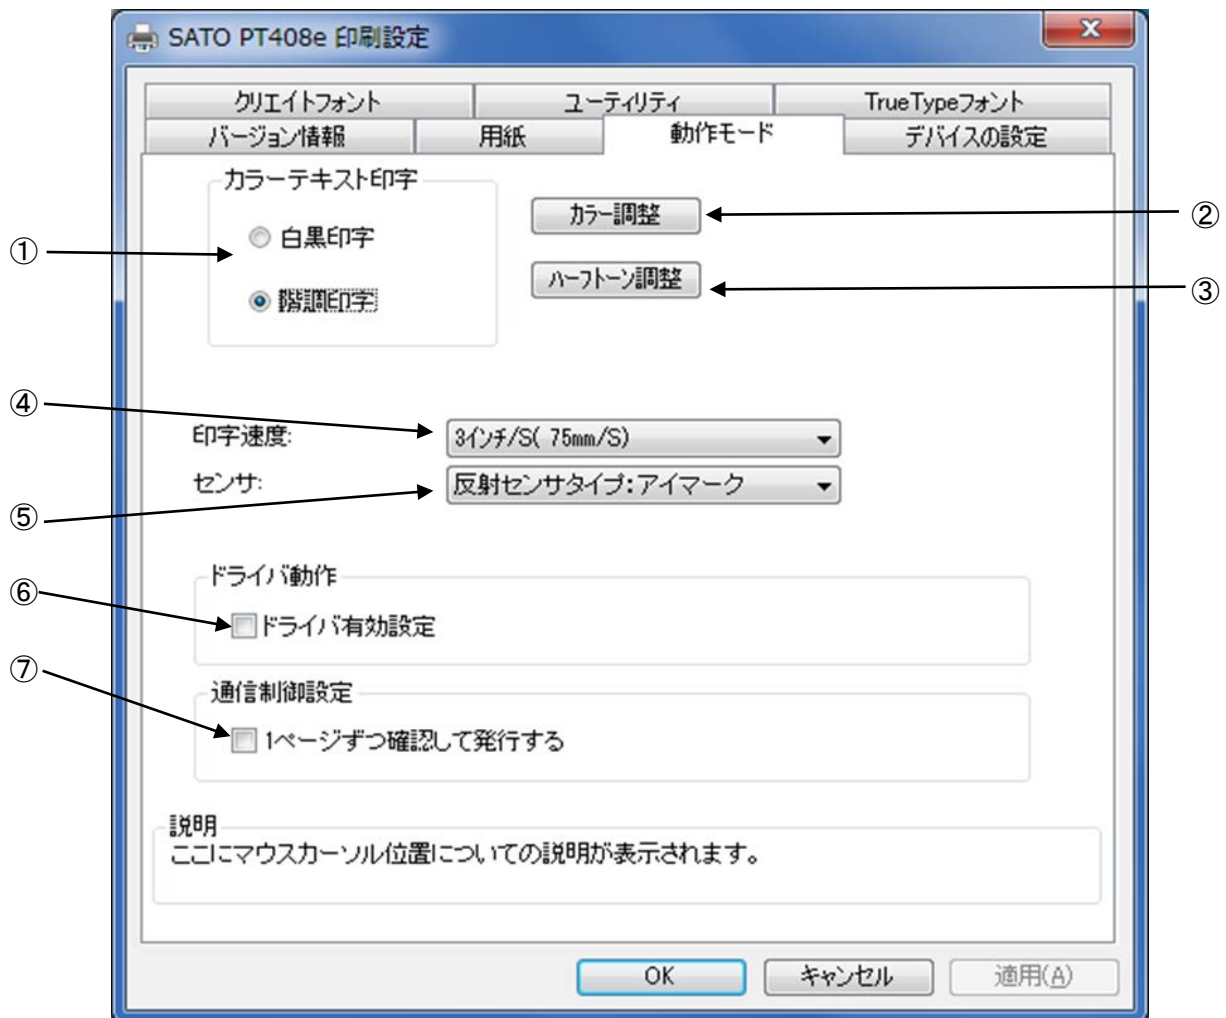 SATO PT408e 印刷設定
クリエイトフォント ユーティリティ TrueTypeフォント
バージョン情報 用紙 動作モード デバイスの設定
カラーテキスト印字
カラー調整 ②
① 白黒印字
ハーフトーン調整 ③
階調印字
④
印字速度: 3インチ/S( 75mm/S)
センサ: 反射センサタイプ:アイマーク
⑤
ドライバ動作
⑥ ドライバ有効設定
⑦
通信制御設定
1ページずつ確認して発行する
説明
ここにマウスカーソル位置についての説明が表示されます。
OK キャンセル 適用(A)